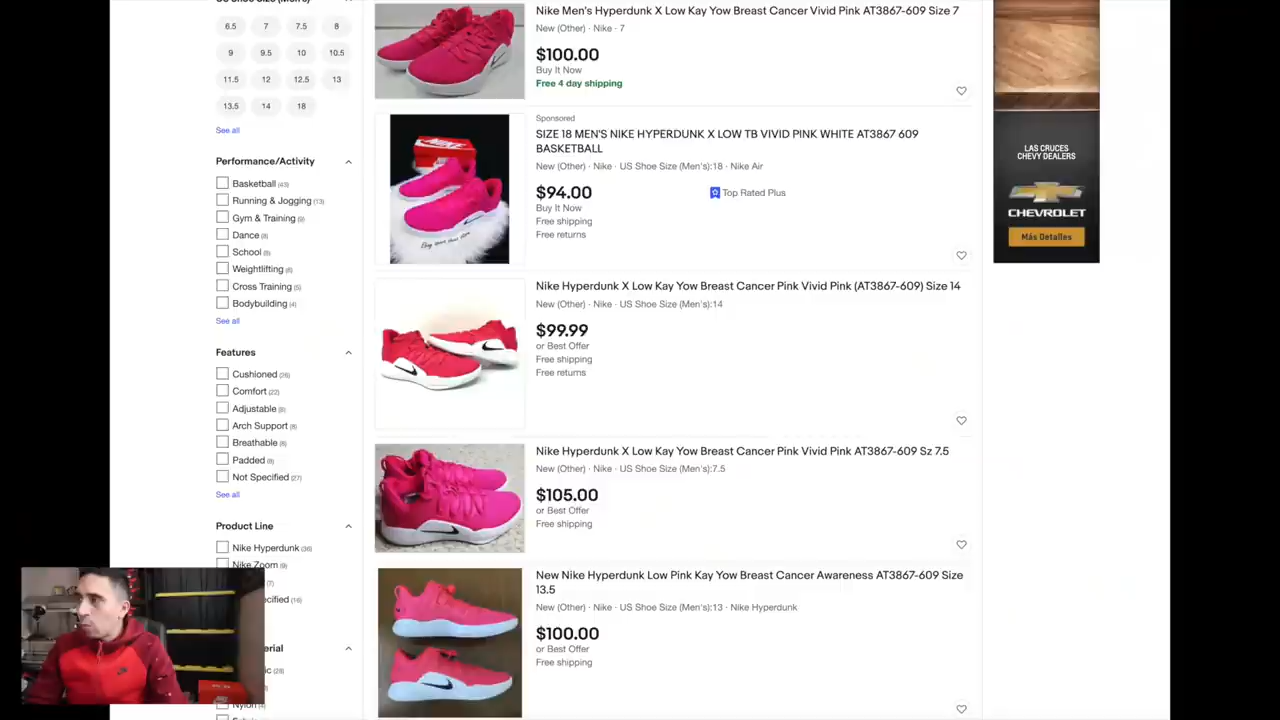 US Shoe Size (Men's)
6.5 7 7.5 8
9 9.5 10 10.5
11.5 12 12.5 13
13.5 14 18
See all
Performance/Activity
Basketball (43)
Running & Jogging (13)
Gym & Training (9)
Dance (8)
School (8)
Weightlifting (6)
Cross Training (5)
Bodybuilding (4)
See all
Features
Cushioned (26)
Comfort (22)
Adjustable (9)
Arch Support (8)
Breathable (8)
Padded (8)
Not Specified (27)
See all
Product Line
Nike Hyperdunk (36)
Nike Zoom (9)
(7)
ecified (16)
erial
ic (28)
Nylon (4)
Nike Men's Hyperdunk X Low Kay Yow Breast Cancer Vivid Pink AT3867-609 Size 7
New (Other) · Nike · 7
$100.00
Buy It Now
Free 4 day shipping
Sponsored
SIZE 18 MEN'S NIKE HYPERDUNK X LOW TB VIVID PINK WHITE AT3867 609
BASKETBALL
New (Other) · Nike · US Shoe Size (Men's):18 · Nike Air
$94.00
Top Rated Plus
Buy It Now
Free shipping
Free returns
Nike Hyperdunk X Low Kay Yow Breast Cancer Pink Vivid Pink (AT3867-609) Size 14
New (Other) · Nike · US Shoe Size (Men's):14
$99.99
or Best Offer
Free shipping
Free returns
Nike Hyperdunk X Low Kay Yow Breast Cancer Pink Vivid Pink AT3867-609 Sz 7.5
New (Other) · Nike · US Shoe Size (Men's):7.5
$105.00
or Best Offer
Free shipping
New Nike Hyperdunk Low Pink Kay Yow Breast Cancer Awareness AT3867-609 Size
13.5
New (Other) · Nike · US Shoe Size (Men's):13 · Nike Hyperdunk
$100.00
or Best Offer
Free shipping
LAS CRUCES
CHEVY DEALERS
CHEVROLET
Más Detalles